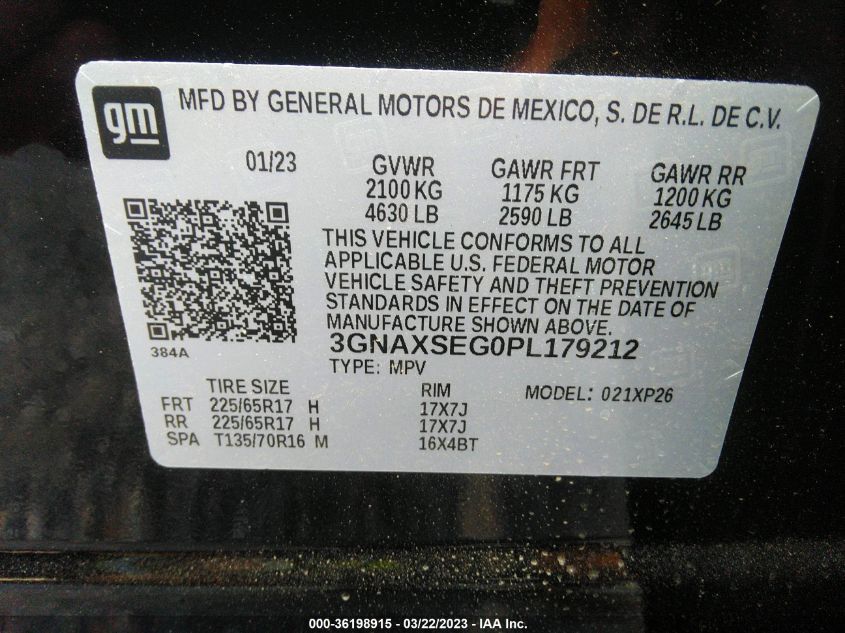 gm
MFD BY GENERAL MOTORS DE MEXICO, S. DE R.L. DE C.V.
01/23 GVWR GAWR FRT GAWR RR
2100 KG 1175 KG 1200 KG
4630 LB 2590 LB 2645 LB
THIS VEHICLE CONFORMS TO ALL
APPLICABLE U.S. FEDERAL MOTOR
VEHICLE SAFETY AND THEFT PREVENTION
STANDARDS IN EFFECT ON THE DATE OF
MANUFACTURE SHOWN ABOVE.
384A
3GNAXSEG0PL179212
TYPE: MPV
TIRE SIZE RIM MODEL: 021XP26
FRT 225/65R17 H 17X7J
RR 225/65R17 H 17X7J
SPA T135/70R16 M 16X4BT
000-36198915 - 03/22/2023 - IAA Inc.